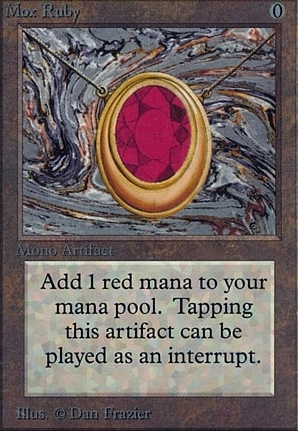 Mox Ruby 0
Mono Artifact
Add 1 red mana to your
mana pool. Tapping
this artifact can be
played as an interrupt.
Illus. © Dan Frazier